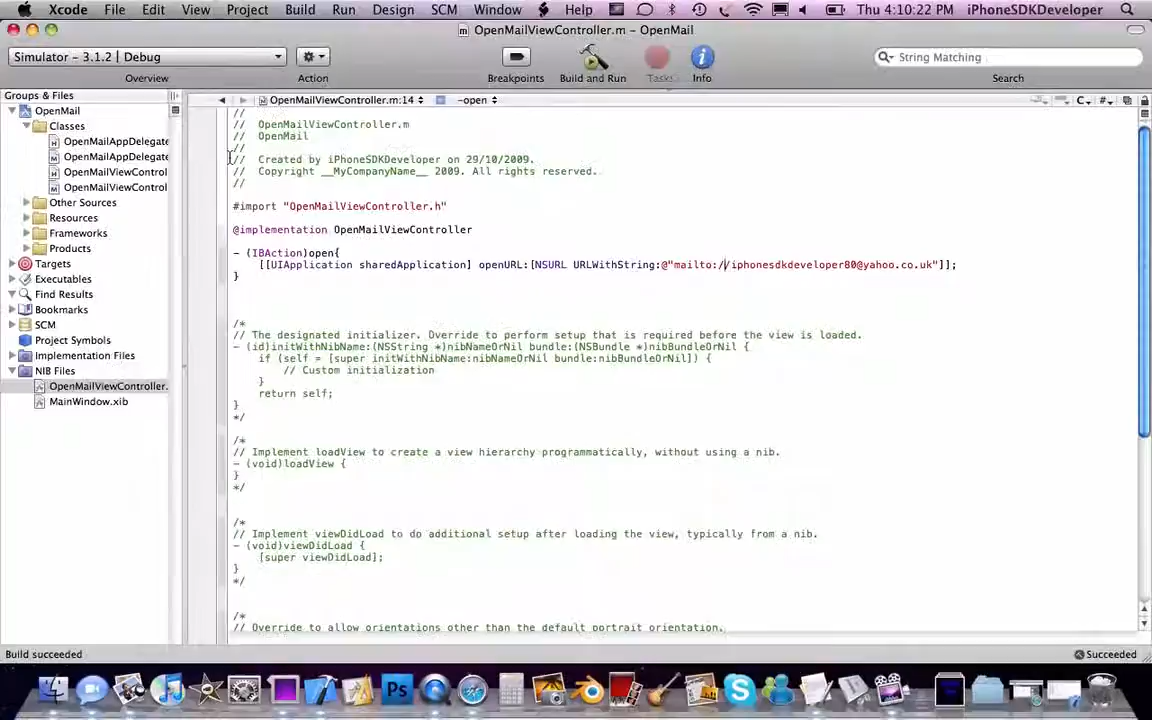 Xcode File Edit View Project Build Run Design SCM Window Help Thu 4:10:22 PM iPhoneSDKDeveloper
OpenMailViewController.m – OpenMail
Simulator - 3.1.2 | Debug
String Matching
Overview Action Breakpoints Build and Run Tasks Info Search
Groups & Files
OpenMailViewController.m:14 -open C #
OpenMail
Classes
OpenMailAppDelegate
OpenMailAppDelegate
OpenMailViewControl
OpenMailViewControl
Other Sources
Resources
Frameworks
Products
Targets
Executables
Find Results
Bookmarks
SCM
Project Symbols
Implementation Files
NIB Files
OpenMailViewController.
MainWindow.xib
//
// OpenMailViewController.m
// OpenMail
//
// Created by iPhoneSDKDeveloper on 29/10/2009.
// Copyright __MyCompanyName__ 2009. All rights reserved.
//
#import "OpenMailViewController.h"
@implementation OpenMailViewController
- (IBAction)open{
[[UIApplication sharedApplication] openURL:[NSURL URLWithString:@"mailto://iphonesdkdeveloper80@yahoo.co.uk"]];
}
/*
// The designated initializer. Override to perform setup that is required before the view is loaded.
- (id)initWithNibName:(NSString *)nibNameOrNil bundle:(NSBundle *)nibBundleOrNil {
if (self = [super initWithNibName:nibNameOrNil bundle:nibBundleOrNil]) {
// Custom initialization
}
return self;
}
*/
/*
// Implement loadView to create a view hierarchy programmatically, without using a nib.
- (void)loadView {
}
*/
/*
// Implement viewDidLoad to do additional setup after loading the view, typically from a nib.
- (void)viewDidLoad {
[super viewDidLoad];
}
*/
/*
// Override to allow orientations other than the default portrait orientation.
Build succeeded Succeeded
Ps